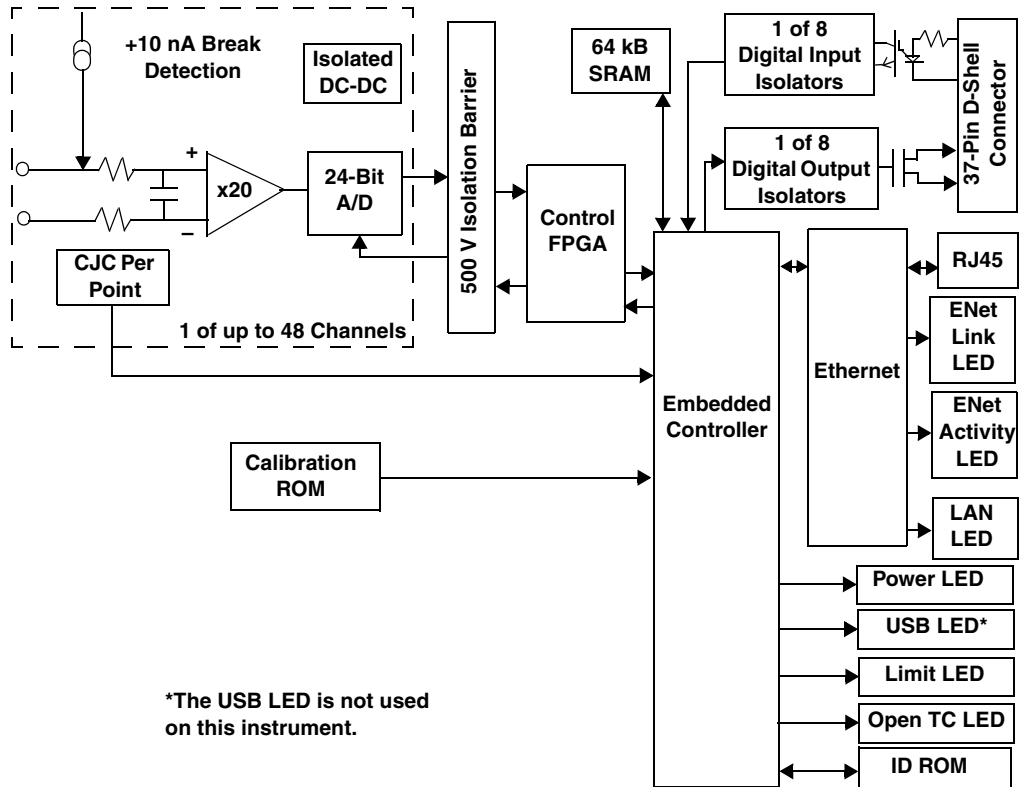 +10 nA Break
Detection
Isolated
DC-DC
+
x20
–
24-Bit
A/D
CJC Per
Point
1 of up to 48 Channels
500 V Isolation Barrier
Control
FPGA
64 kB
SRAM
1 of 8
Digital Input
Isolators
1 of 8
Digital Output
Isolators
37-Pin D-Shell
Connector
Calibration
ROM
Embedded
Controller
Ethernet
RJ45
ENet
Link
LED
ENet
Activity
LED
LAN
LED
Power LED
USB LED*
Limit LED
Open TC LED
ID ROM
*The USB LED is not used
on this instrument.